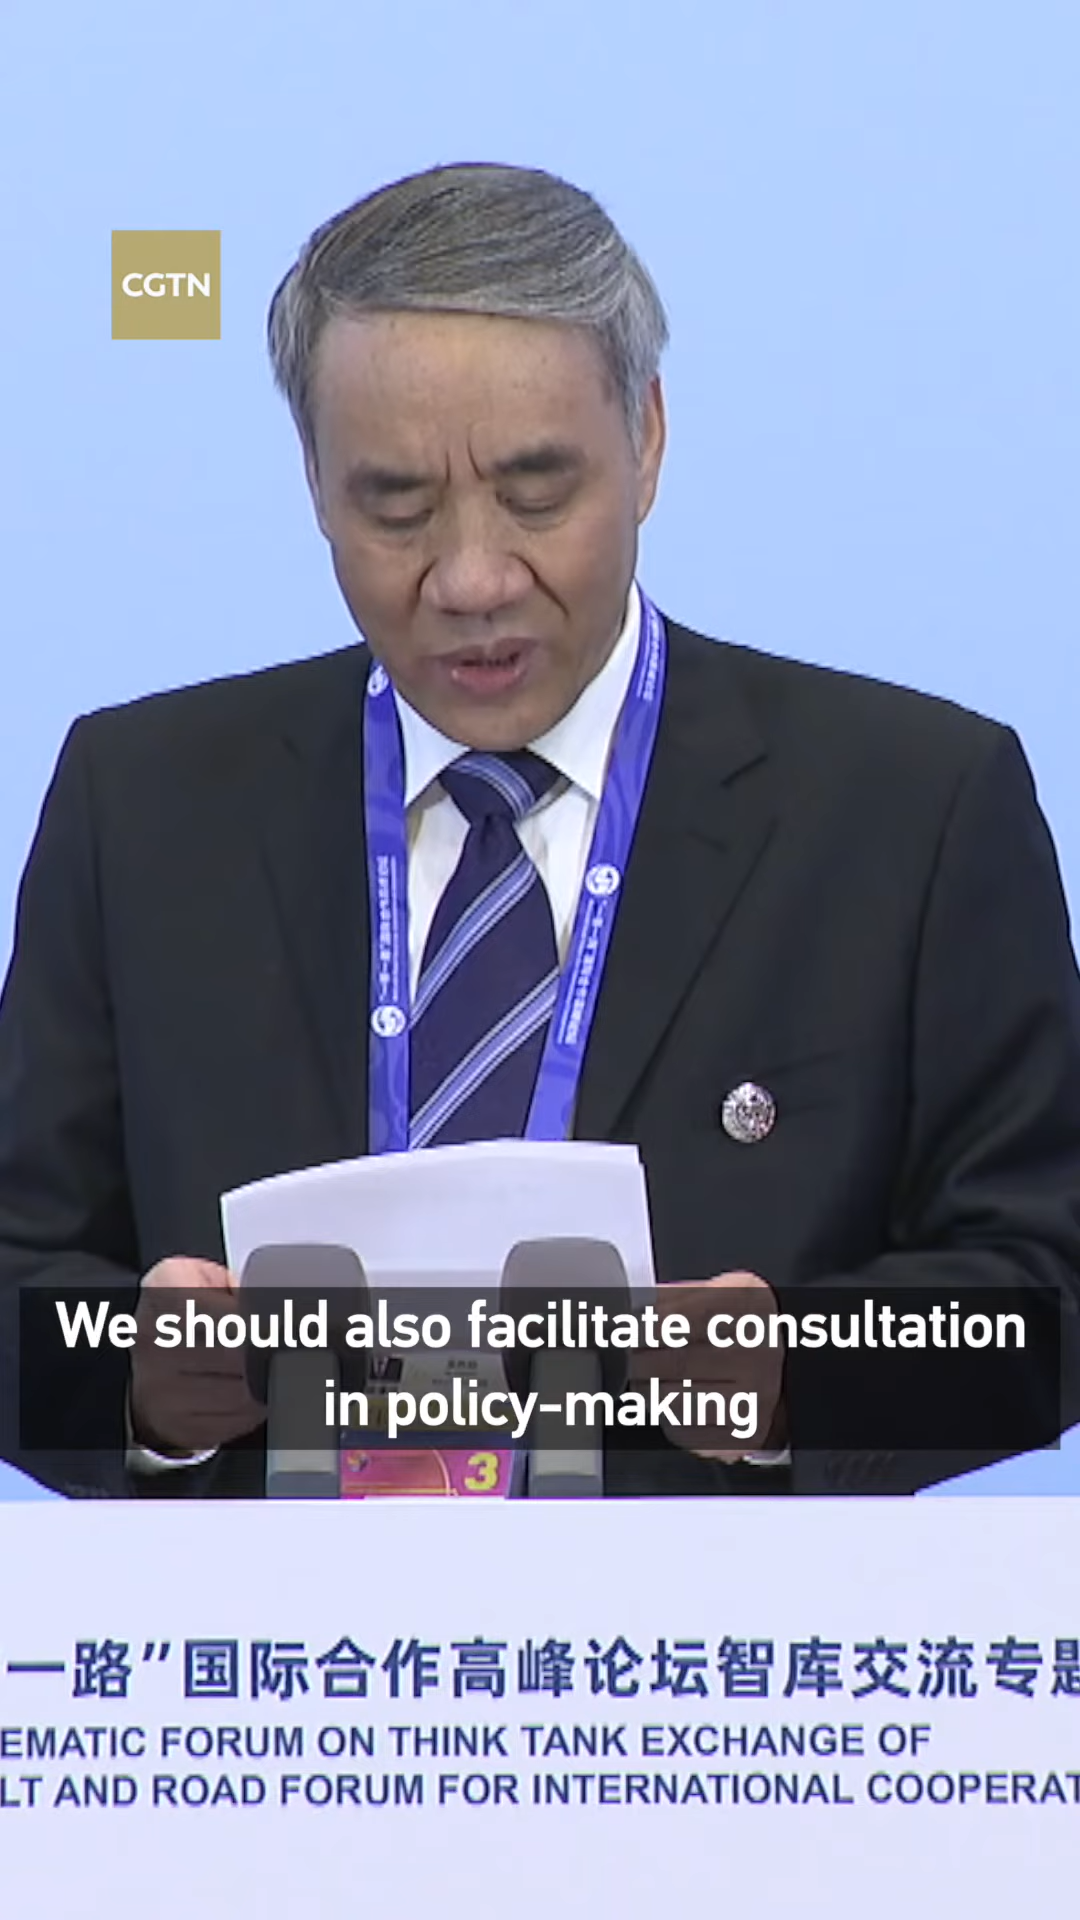 CGTN
We should also facilitate consultation
in policy-making
3
一路”国际合作高峰论坛智库交流专题
EMATIC FORUM ON THINK TANK EXCHANGE OF
LT AND ROAD FORUM FOR INTERNATIONAL COOPERAT